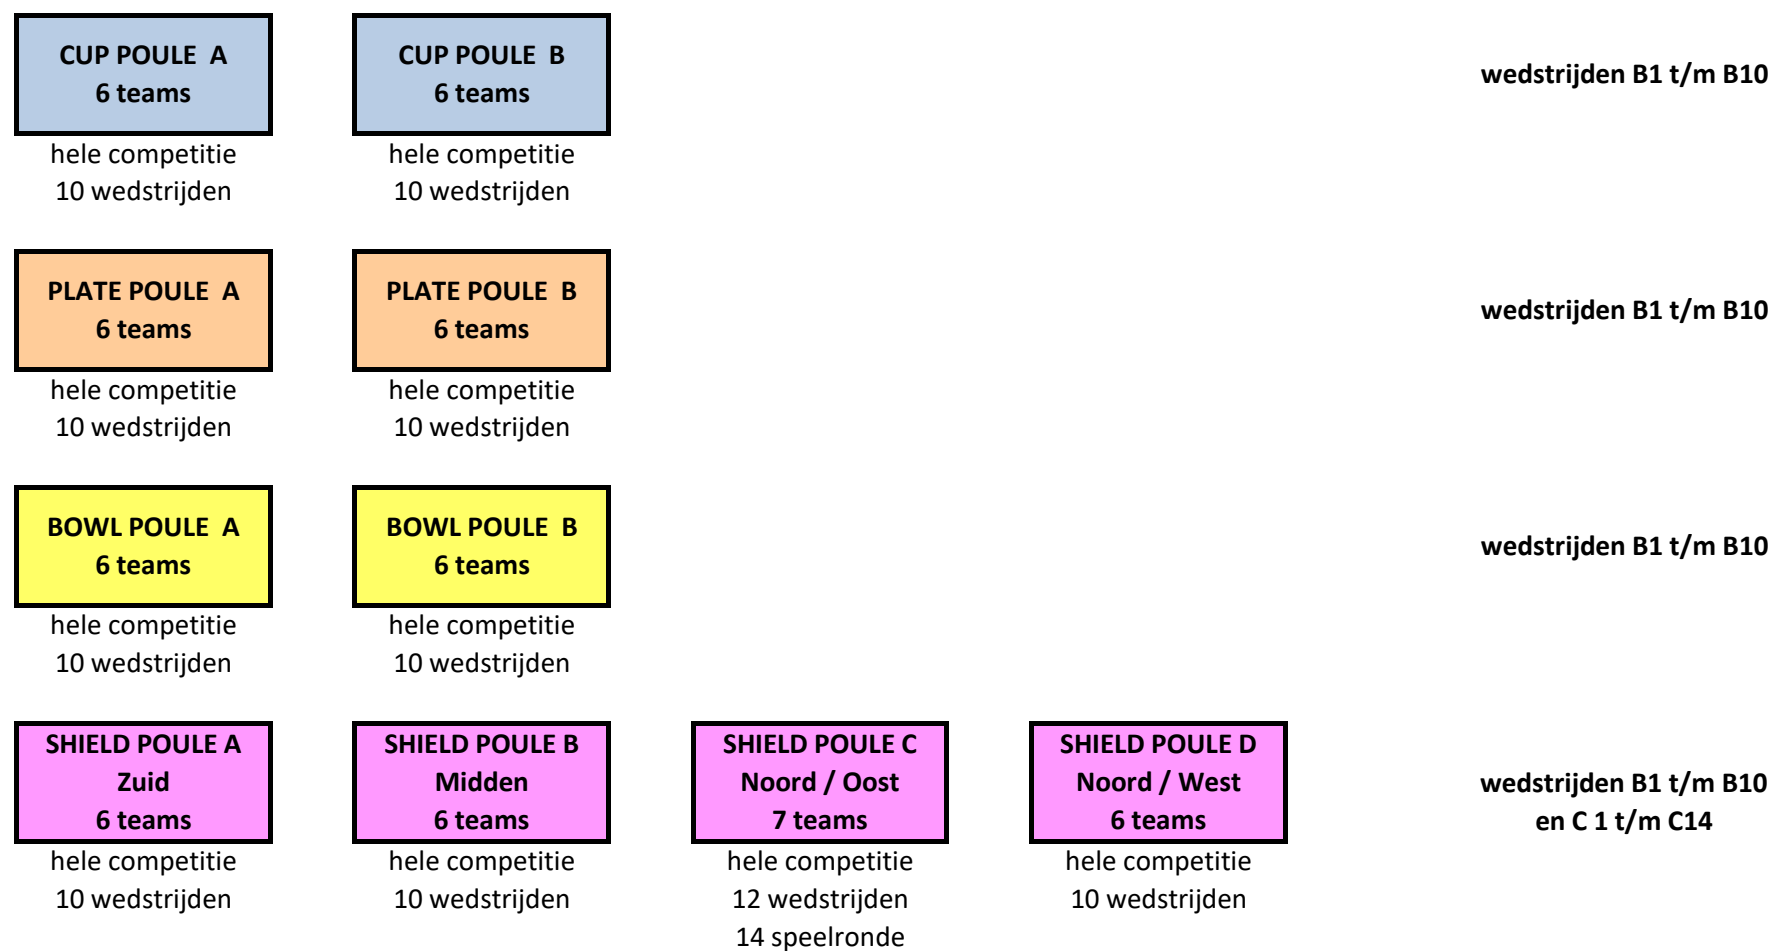 CUP POULE  A
6 teams
hele competitie
10 wedstrijden
CUP POULE  B
6 teams
hele competitie
10 wedstrijden
wedstrijden B1 t/m B10
PLATE POULE  A
6 teams
hele competitie
10 wedstrijden
PLATE POULE  B
6 teams
hele competitie
10 wedstrijden
wedstrijden B1 t/m B10
BOWL POULE  A
6 teams
hele competitie
10 wedstrijden
BOWL POULE  B
6 teams
hele competitie
10 wedstrijden
wedstrijden B1 t/m B10
SHIELD POULE A
Zuid
6 teams
hele competitie
10 wedstrijden
SHIELD POULE B
Midden
6 teams
hele competitie
10 wedstrijden
SHIELD POULE C
Noord / Oost
7 teams
hele competitie
12 wedstrijden
14 speelronde
SHIELD POULE D
Noord / West
6 teams
hele competitie
10 wedstrijden
wedstrijden B1 t/m B10
en C 1 t/m C14